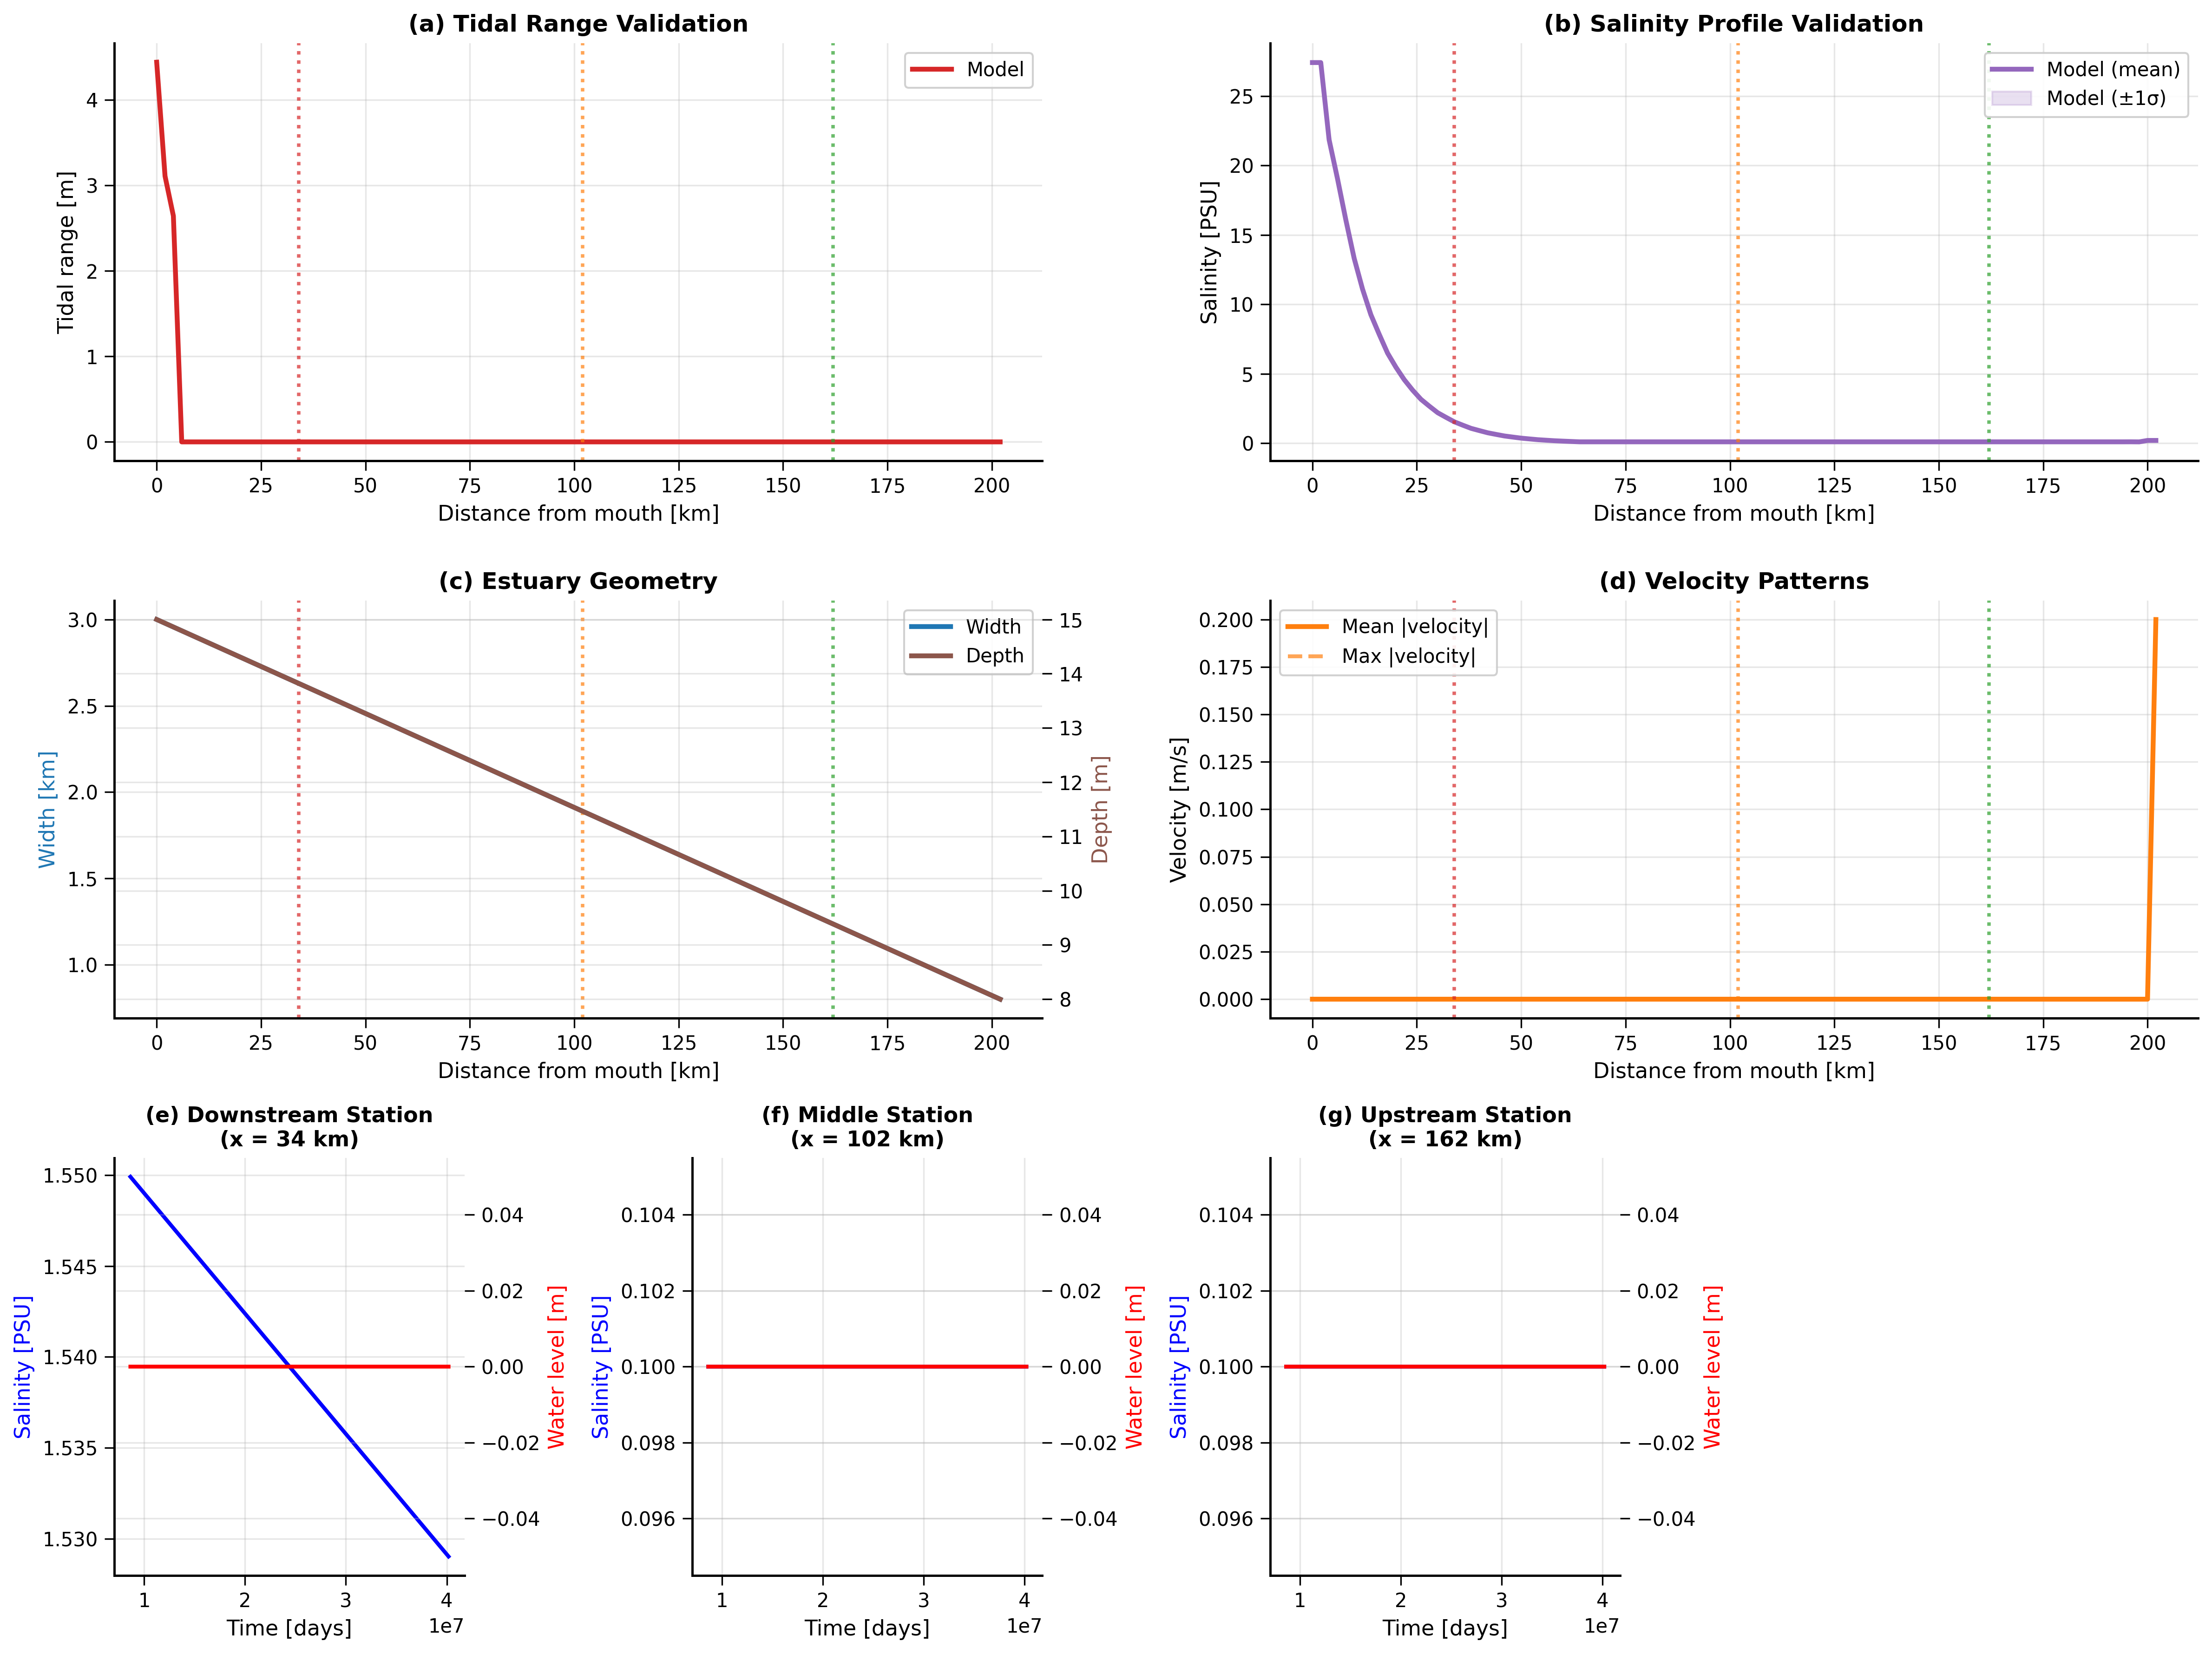 (a) Tidal Range Validation
Tidal range [m]
4
3
2
1
0
Model
0 25 50 75 100 125 150 175 200
Distance from mouth [km]
(b) Salinity Profile Validation
Salinity [PSU]
25
20
15
10
5
0
Model (mean)
Model (±1σ)
0 25 50 75 100 125 150 175 200
Distance from mouth [km]
(c) Estuary Geometry
Width [km]
3.0
2.5
2.0
1.5
1.0
Width
Depth
15
14
13
12
11
10
9
8
Depth [m]
0 25 50 75 100 125 150 175 200
Distance from mouth [km]
(d) Velocity Patterns
Velocity [m/s]
0.200
0.175
0.150
0.125
0.100
0.075
0.050
0.025
0.000
Mean |velocity|
Max |velocity|
0 25 50 75 100 125 150 175 200
Distance from mouth [km]
(e) Downstream Station
(x = 34 km)
Salinity [PSU]
1.550
1.545
1.540
1.535
1.530
0.04
0.02
0.00
−0.02
−0.04
Water level [m]
1 2 3 4
1e7
Time [days]
(f) Middle Station
(x = 102 km)
Salinity [PSU]
0.104
0.102
0.100
0.098
0.096
0.04
0.02
0.00
−0.02
−0.04
Water level [m]
1 2 3 4
1e7
Time [days]
(g) Upstream Station
(x = 162 km)
Salinity [PSU]
0.104
0.102
0.100
0.098
0.096
0.04
0.02
0.00
−0.02
−0.04
Water level [m]
1 2 3 4
1e7
Time [days]